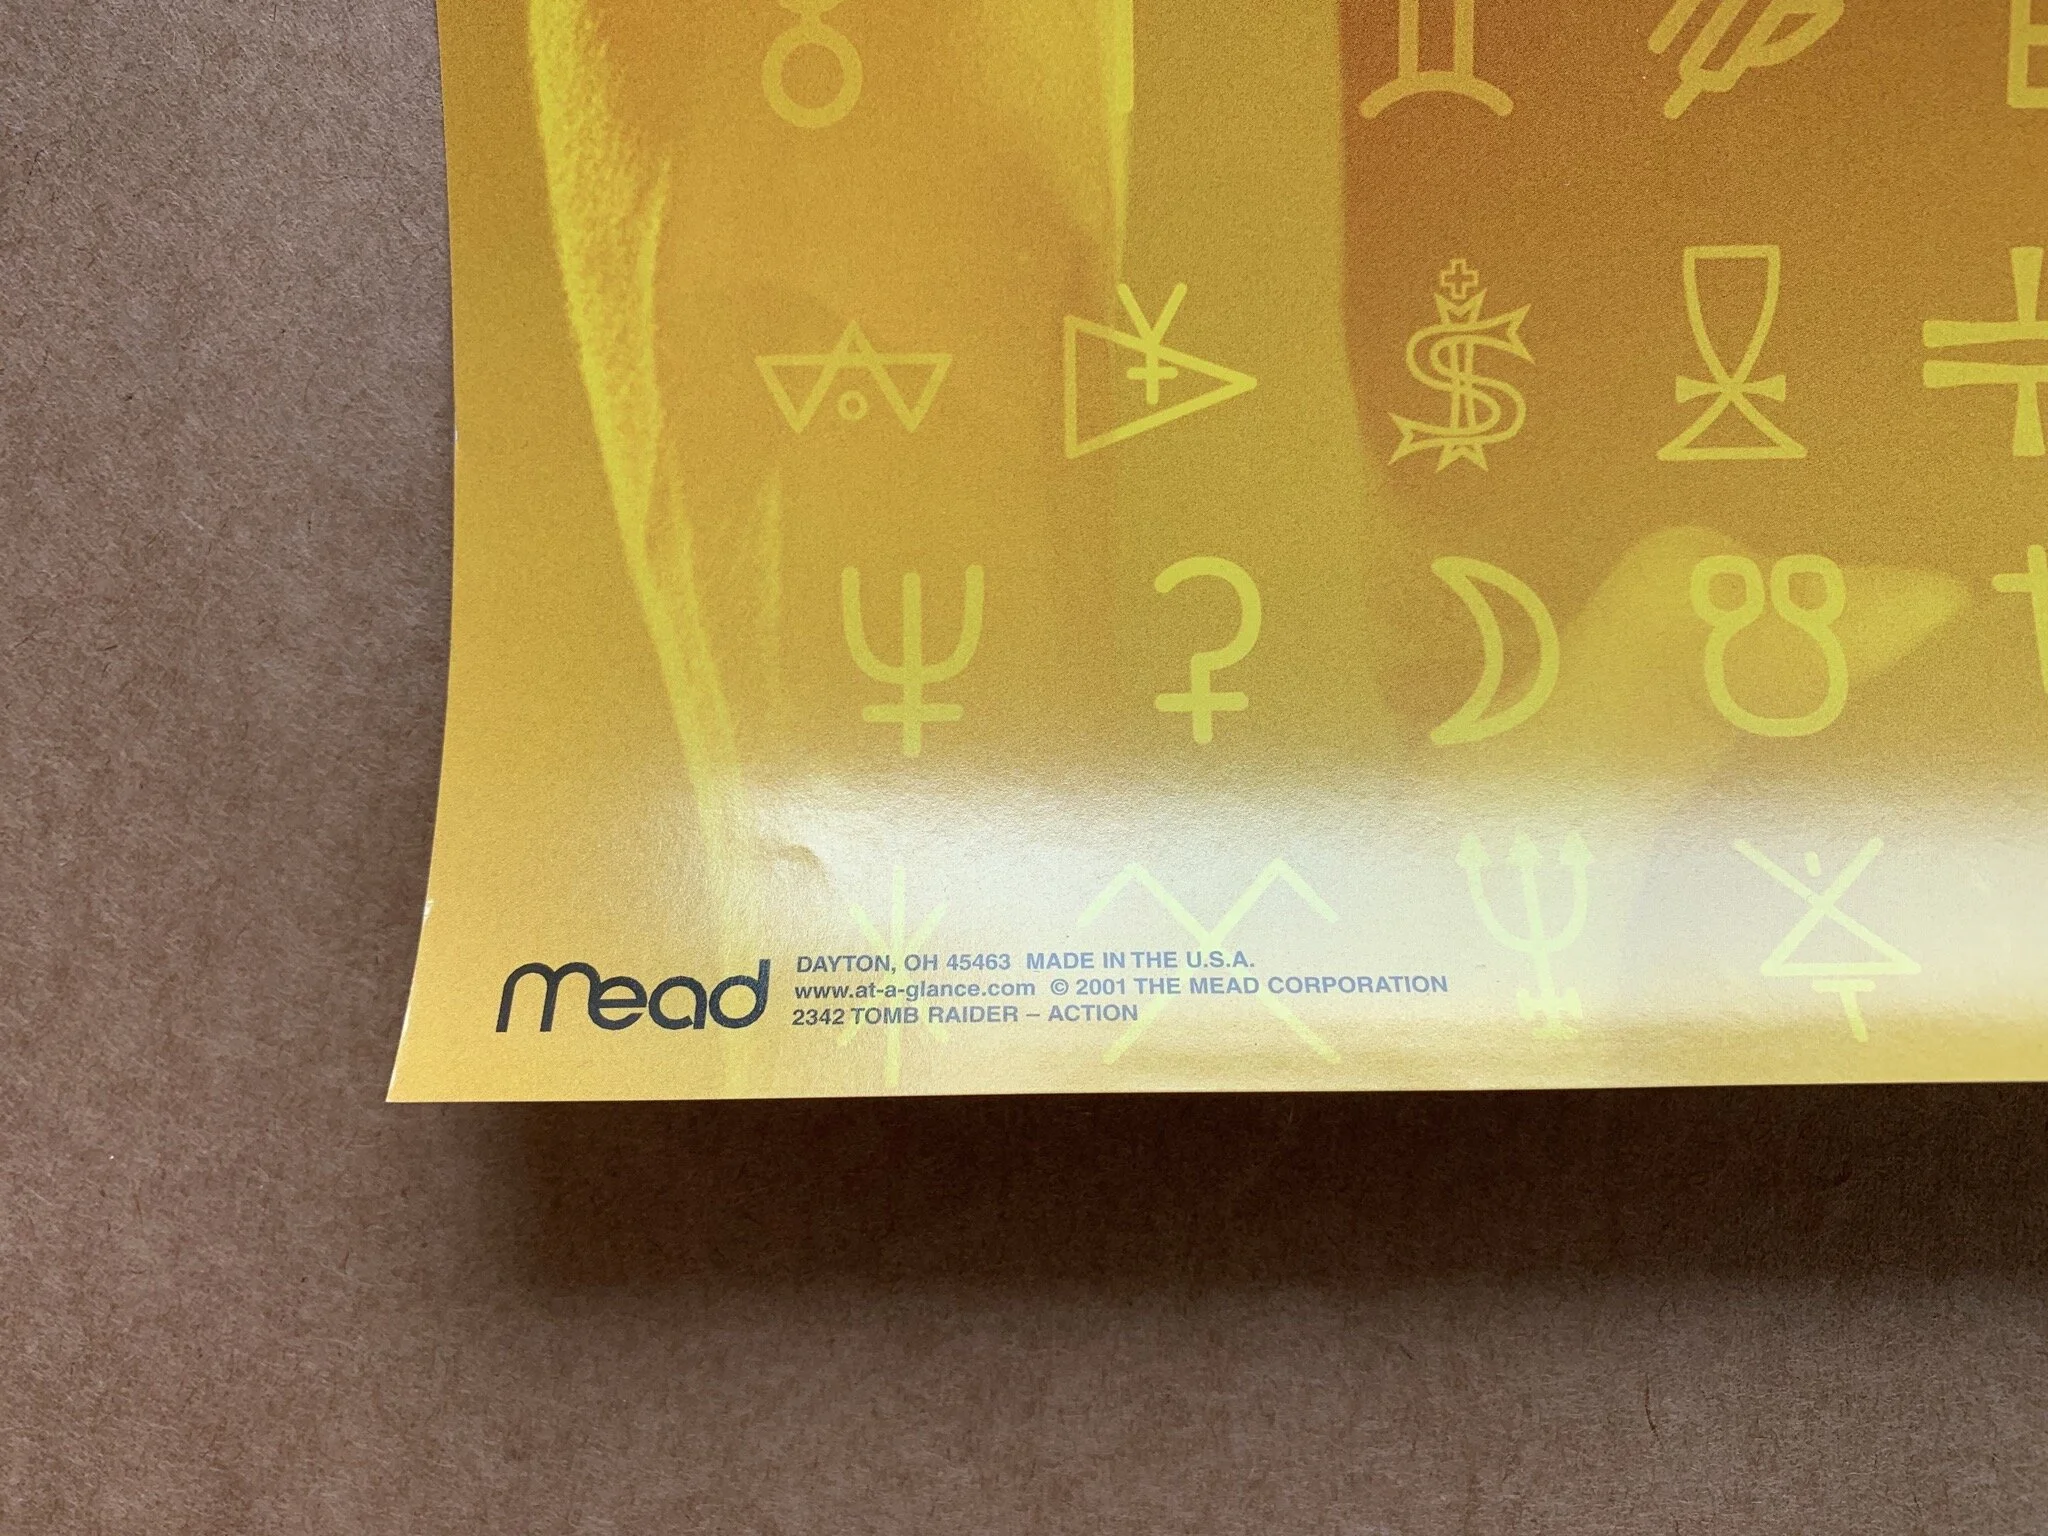 mead
DAYTON, OH 45463 MADE IN THE U.S.A.
www.at-a-glance.com © 2001 THE MEAD CORPORATION
2342 TOMB RAIDER – ACTION